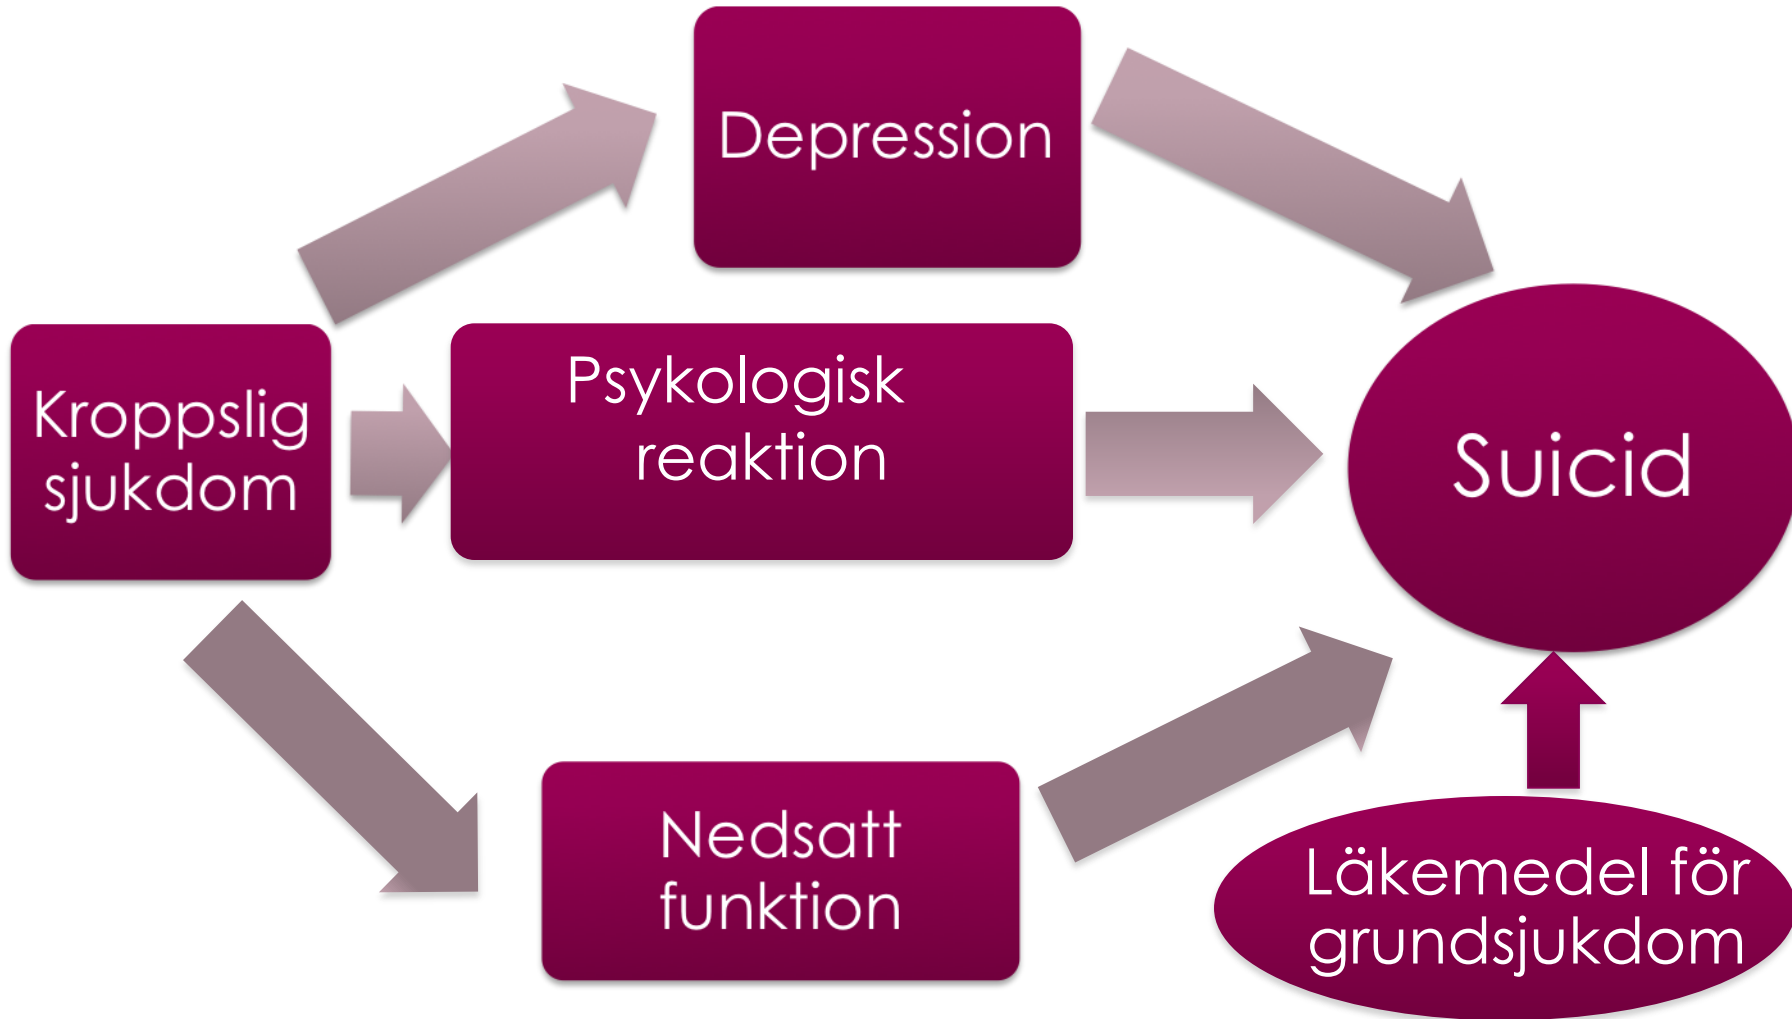 Depression
Kroppslig
sjukdom
Psykologisk
reaktion
Suicid
Nedsatt
funktion
Läkemedel för
grundsjukdom